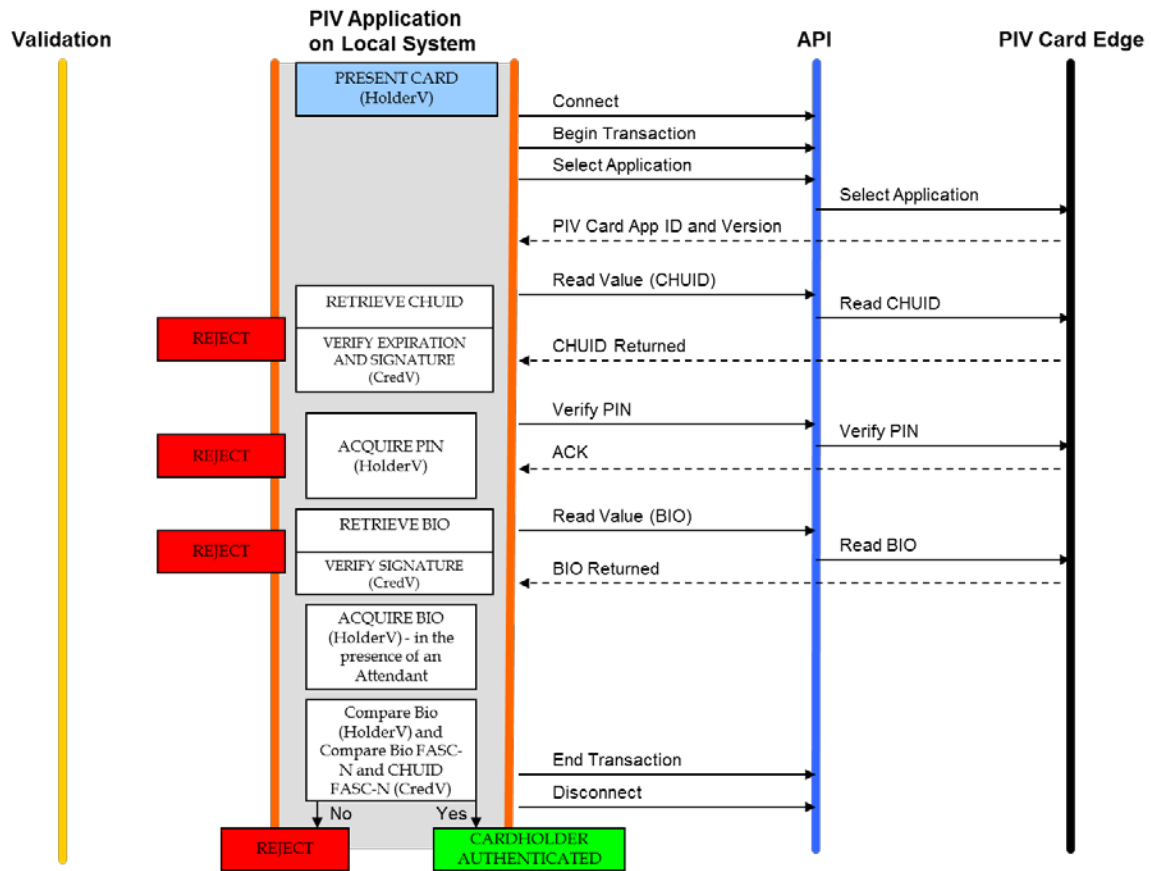 Validation
PIV Application
on Local System
API
PIV Card Edge
PRESENT CARD
(HolderV)
Connect
Begin Transaction
Select Application
Select Application
PIV Card App ID and Version
Read Value (CHUID)
RETRIEVE CHUID
Read CHUID
REJECT
VERIFY EXPIRATION
AND SIGNATURE
(CredV)
CHUID Returned
Verify PIN
Verify PIN
REJECT
ACQUIRE PIN
(HolderV)
ACK
Read Value (BIO)
RETRIEVE BIO
Read BIO
REJECT
VERIFY SIGNATURE
(CredV)
BIO Returned
ACQUIRE BIO
(HolderV) - in the
presence of an
Attendant
Compare Bio
(HolderV) and
Compare Bio FASC-
N and CHUID
FASC-N (CredV)
End Transaction
Disconnect
No
Yes
REJECT
CARDHOLDER
AUTHENTICATED